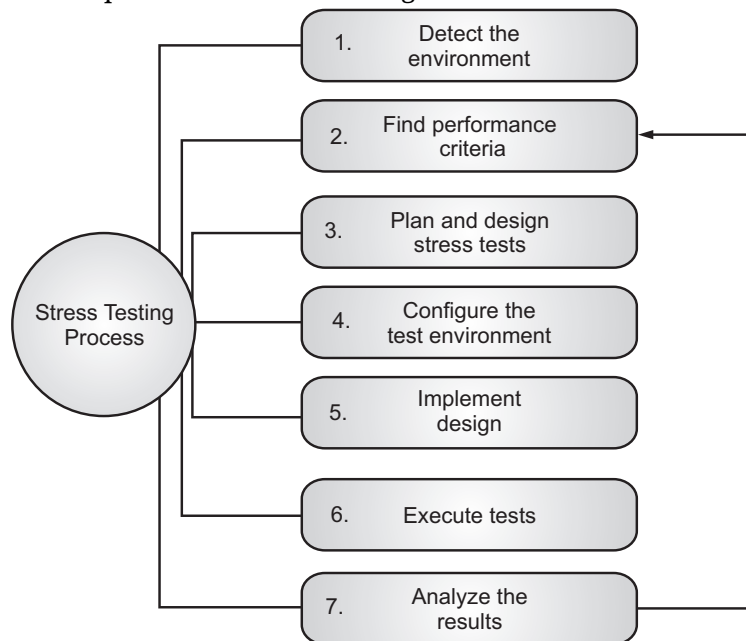 1. Detect the
environment
2. Find performance
criteria
3. Plan and design
stress tests
Stress Testing
Process
4. Configure the
test environment
5. Implement
design
6. Execute tests
7. Analyze the
results